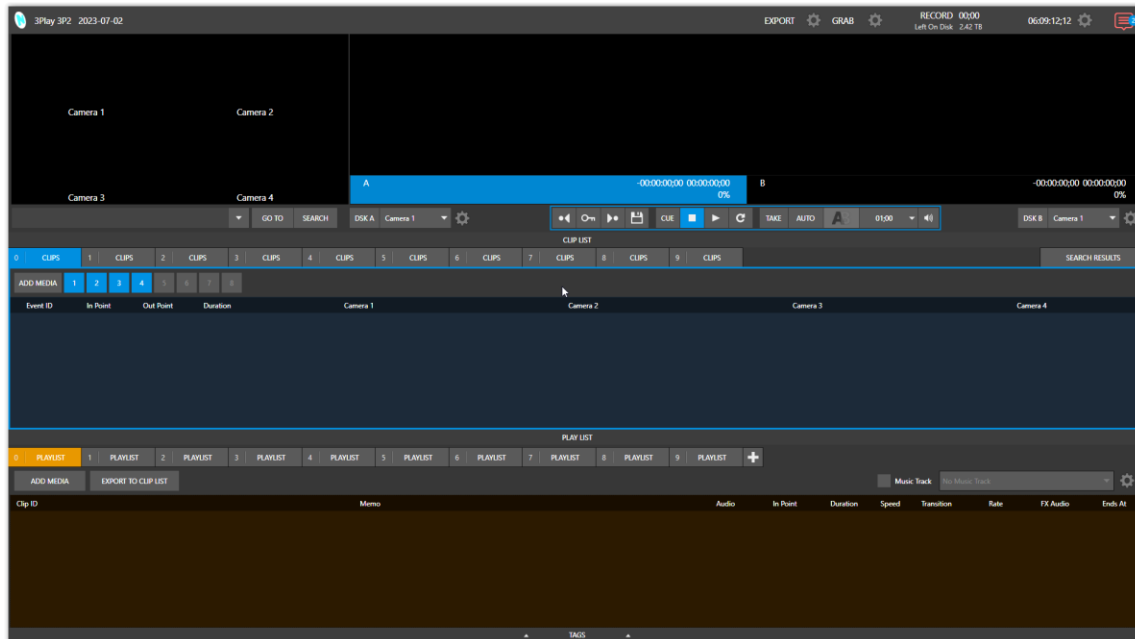 3Play 3P2 2023-07-02 EXPORT GRAB RECORD 00;00 06:09:12;12
Left On Disk 2.42 TB
Camera 1 Camera 2
Camera 3 Camera 4
A -00:00:00;00 00:00:00;00 B -00:00:00;00 00:00:00;00
0% 0%
GO TO SEARCH DSK A Camera 1 CUE TAKE AUTO A 01;00 DSK B Camera 1
CLIP LIST
0 CLIPS 1 CLIPS 2 CLIPS 3 CLIPS 4 CLIPS 5 CLIPS 6 CLIPS 7 CLIPS 8 CLIPS 9 CLIPS SEARCH RESULTS
ADD MEDIA 1 2 3 4 5 6 7 8
Event ID In Point Out Point Duration Camera 1 Camera 2 Camera 3 Camera 4
PLAY LIST
0 PLAYLIST 1 PLAYLIST 2 PLAYLIST 3 PLAYLIST 4 PLAYLIST 5 PLAYLIST 6 PLAYLIST 7 PLAYLIST 8 PLAYLIST 9 PLAYLIST
ADD MEDIA EXPORT TO CLIP LIST Music Track No Music Track
Clip ID Memo Audio In Point Duration Speed Transition Rate FX Audio Ends At
TAGS